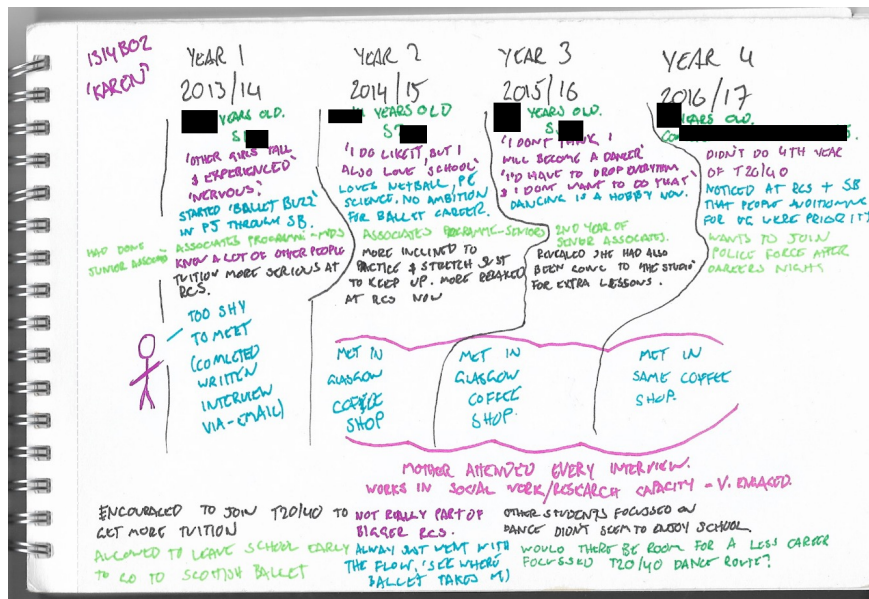 1314B02
'KAREN'
YEAR 1
2013/14
YEARS OLD.
'OTHER GIRLS TALL
& EXPERIENCED'
'NERVOUS'
STARTED 'BALLET BUZZ'
IN P5 THROUGH SB.
HAD DONE
JUNIOR ASSOCS
ASSOCIATES PROGRAMME - MIDS
KNEW A LOT OF OTHER PEOPLE
TUITION MORE SERIOUS AT
RCS.
TOO SHY
TO MEET
(COMLETED
WRITTEN
INTERVIEW
VIA-EMAIL)
YEAR 2
2014/15
YEARS OLD
'I DO LIKE IT, BUT I
ALSO LOVE SCHOOL'
LOVES NETBALL, PE
SCIENCE. NO AMBITION
FOR BALLET CAREER.
ASSOCIATES PROGRAMME - SENIORS
MORE INCLINED TO
PRACTICE & STRETCH JUST
TO KEEP UP. MORE RELAXED
AT RCS NOW
MET IN
GLASGOW
COFFEE
SHOP
YEAR 3
2015/16
YEARS OLD.
'I DON'T THINK I
WILL BECOME A DANCER'
'I'D HAVE TO DROP EVERYTHING
& I DON'T WANT TO DO THAT'
DANCING IS A HOBBY NOW.
2ND YEAR OF
SENIOR ASSOCIATES.
REVEALED SHE HAD ALSO
BEEN GOING TO 'THE STUDIO'
FOR EXTRA LESSONS.
MET IN
GLASGOW
COFFEE
SHOP.
YEAR 4
2016/17
YEARS OLD.
DIDN'T DO 4TH YEAR
OF T20/40
NOTICED AT RCS + SB
THAT PEOPLE AUDITIONING
FOR UG WERE PRIORITY
WANTS TO JOIN
POLICE FORCE AFTER
CAREERS NIGHT
MET IN
SAME COFFEE
SHOP.
MOTHER ATTENDED EVERY INTERVIEW.
WORKS IN SOCIAL WORK/RESEARCH CAPACITY - V. ENGAGED.
ENCOURAGED TO JOIN T20/40 TO
GET MORE TUITION
ALLOWED TO LEAVE SCHOOL EARLY
TO GO TO SCOTTISH BALLET
NOT REALLY PART OF
BIGGER RCS.
ALWAYS JUST WENT WITH
THE FLOW. 'SEE WHERE
BALLET TAKES ME)
OTHER STUDENTS FOCUSSED ON
DANCE DIDN'T SEEM TO ENJOY SCHOOL.
WOULD THERE BE ROOM FOR A LESS CAREER
FOCUSSED T20/40 DANCE ROUTE?